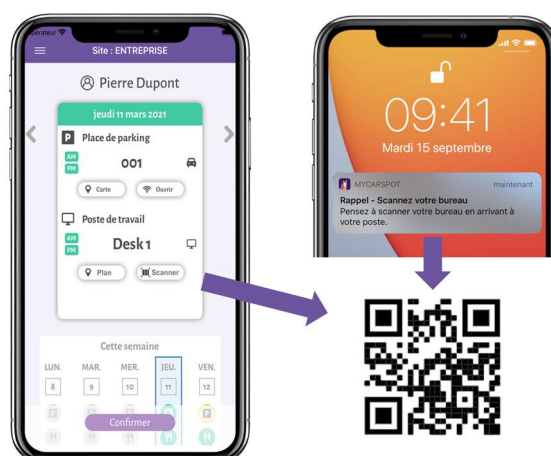 opérateur
Site : ENTREPRISE
Pierre Dupont
jeudi 11 mars 2021
P Place de parking
AM
PM
001
Carte
Ouvrir
Poste de travail
AM
PM
Desk 1
Plan
Scanner
Cette semaine
LUN. MAR. MER. JEU. VEN.
8 9 10 11 12
P P P P P
Confirmer
09:41
Mardi 15 septembre
MYCARSPOT maintenant
Rappel - Scannez votre bureau
Pensez à scanner votre bureau en arrivant à
votre poste.